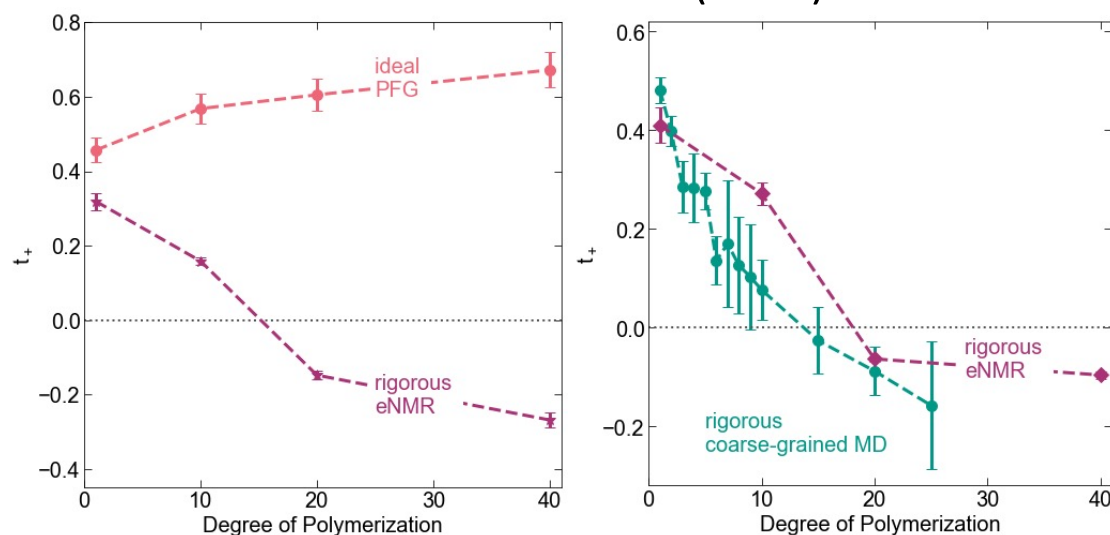 0.8
0.6
0.4
0.2
0.0
−0.2
−0.4
t+
ideal
PFG
rigorous
eNMR
0
10
20
30
40
Degree of Polymerization
0.6
0.4
0.2
0.0
−0.2
t+
rigorous
eNMR
rigorous
coarse-grained MD
0
10
20
30
40
Degree of Polymerization